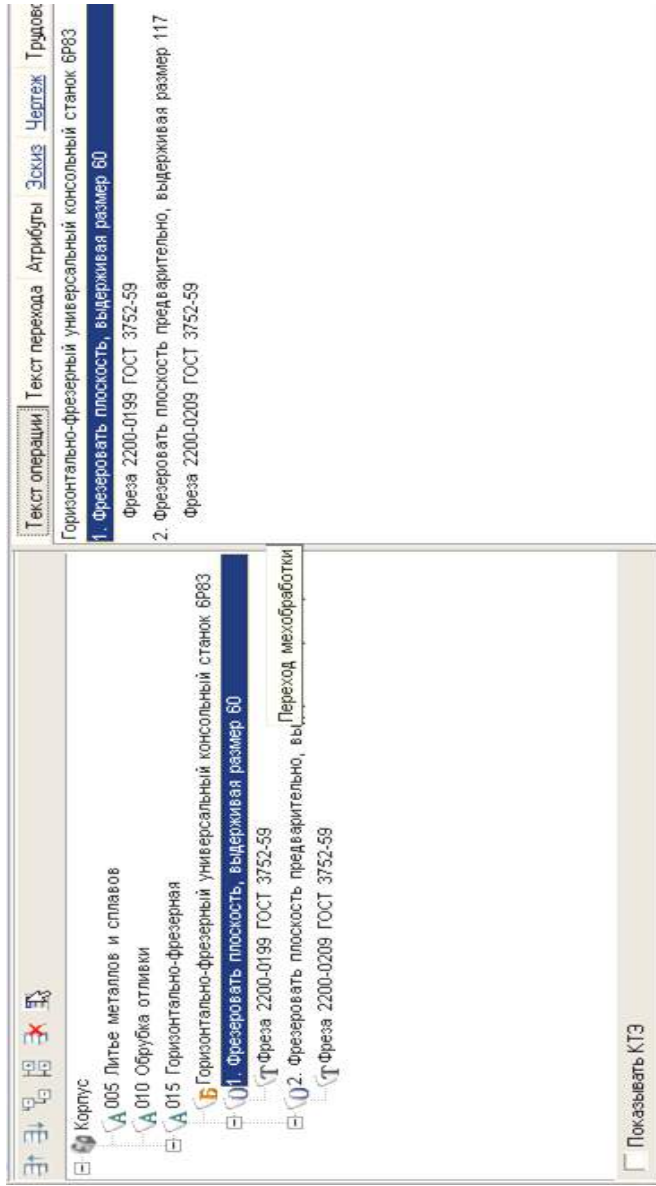 Корпус
А 005 Литье металлов и сплавов
А 010 Обрубка отливки
А 015 Горизонтально-фрезерная
Б Горизонтально-фрезерный универсальный консольный станок 6Р83
О 1. Фрезеровать плоскость, выдерживая размер 60
Т Фреза 2200-0199 ГОСТ 3752-59
О 2. Фрезеровать плоскость предварительно, вы
Переход мехобработки
Т Фреза 2200-0209 ГОСТ 3752-59
Показывать КТЭ
Текст операции Текст перехода Атрибуты Эскиз Чертеж Трудово
Горизонтально-фрезерный универсальный консольный станок 6Р83
1. Фрезеровать плоскость, выдерживая размер 60
Фреза 2200-0199 ГОСТ 3752-59
2. Фрезеровать плоскость предварительно, выдерживая размер 117
Фреза 2200-0209 ГОСТ 3752-59